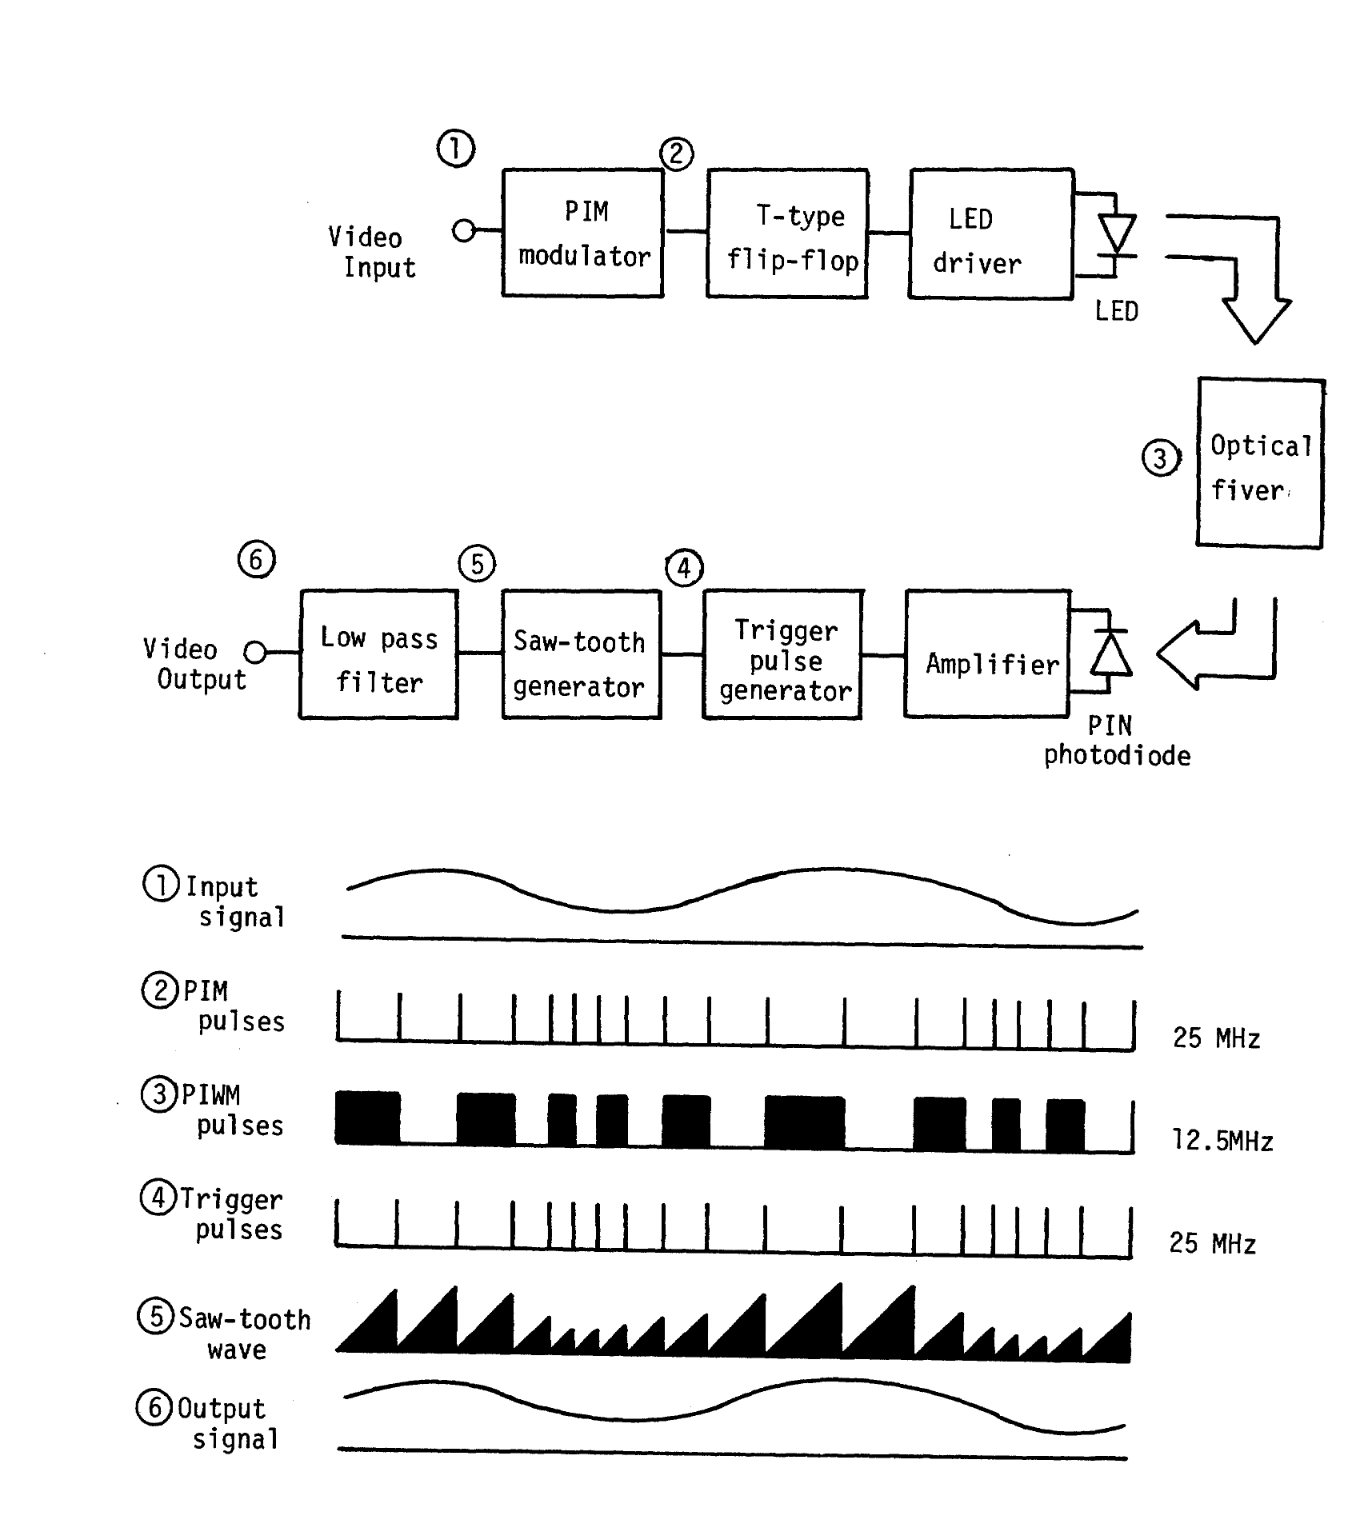 ①
②
PIM
modulator
T-type
flip-flop
LED
driver
Video
Input
LED
③
Optical
fiver
⑥
⑤
④
Video
Output
Low pass
filter
Saw-tooth
generator
Trigger
pulse
generator
Amplifier
PIN
photodiode
① Input
signal
② PIM
pulses
25 MHz
③ PIWM
pulses
12.5MHz
④ Trigger
pulses
25 MHz
⑤ Saw-tooth
wave
⑥ Output
signal